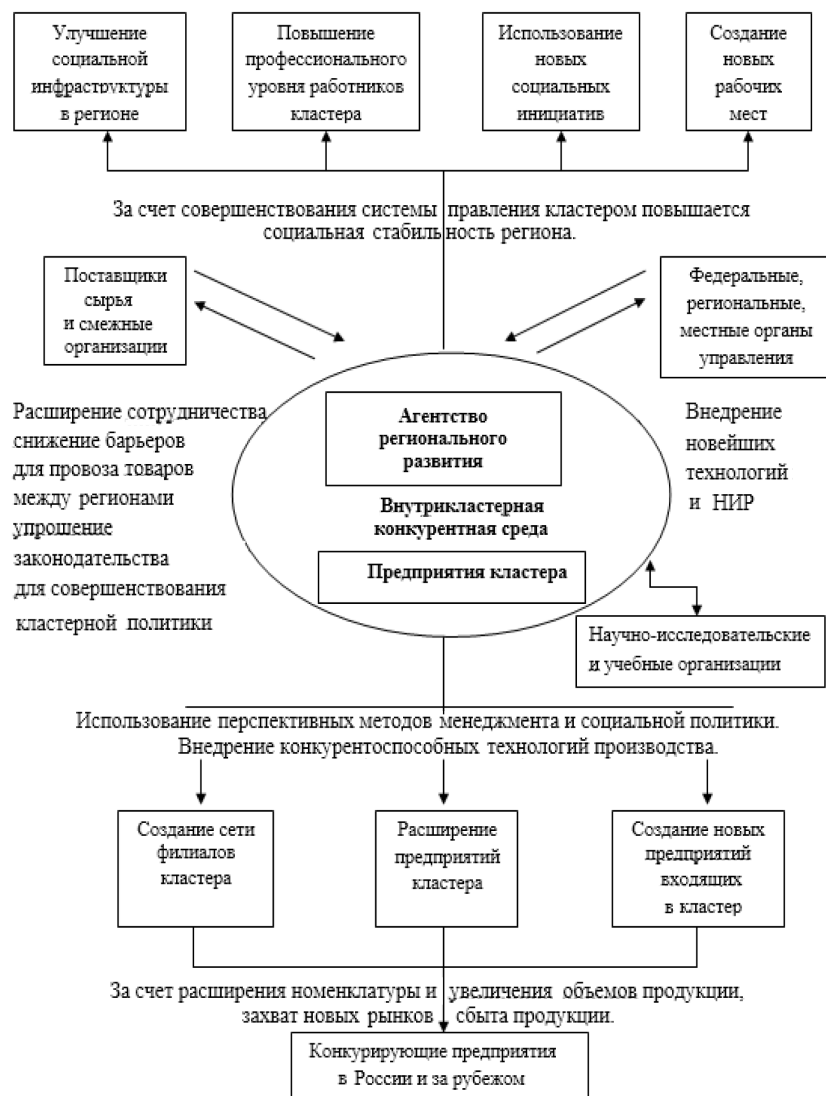 Улучшение
социальной
инфраструктуры
в регионе
Повышение
профессионального
уровня работников
кластера
Использование
новых
социальных
инициатив
Создание
новых
рабочих
мест
За счет совершенствования системы правления кластером повышается
социальная стабильность региона.
Поставщики
сырья
и смежные
организации
Федеральные,
региональные,
местные органы
управления
Расширение сотрудничества
снижение барьеров
для провоза товаров
между регионами
упрошение
законодательства
для совершенствования
кластерной политики
Агентство
регионального
развития
Внутрикластерная
конкурентная среда
Предприятия кластера
Внедрение
новейших
технологий
и НИР
Научно-исследовательские
и учебные организации
Использование перспективных методов менеджмента и социальной политики.
Внедрение конкурентоспособных технологий производства.
Создание сети
филиалов
кластера
Расширение
предприятий
кластера
Создание новых
предприятий
входящих
в кластер
За счет расширения номенклатуры и увеличения объемов продукции,
захват новых рынков сбыта продукции.
Конкурирующие предприятия
в России и за рубежом